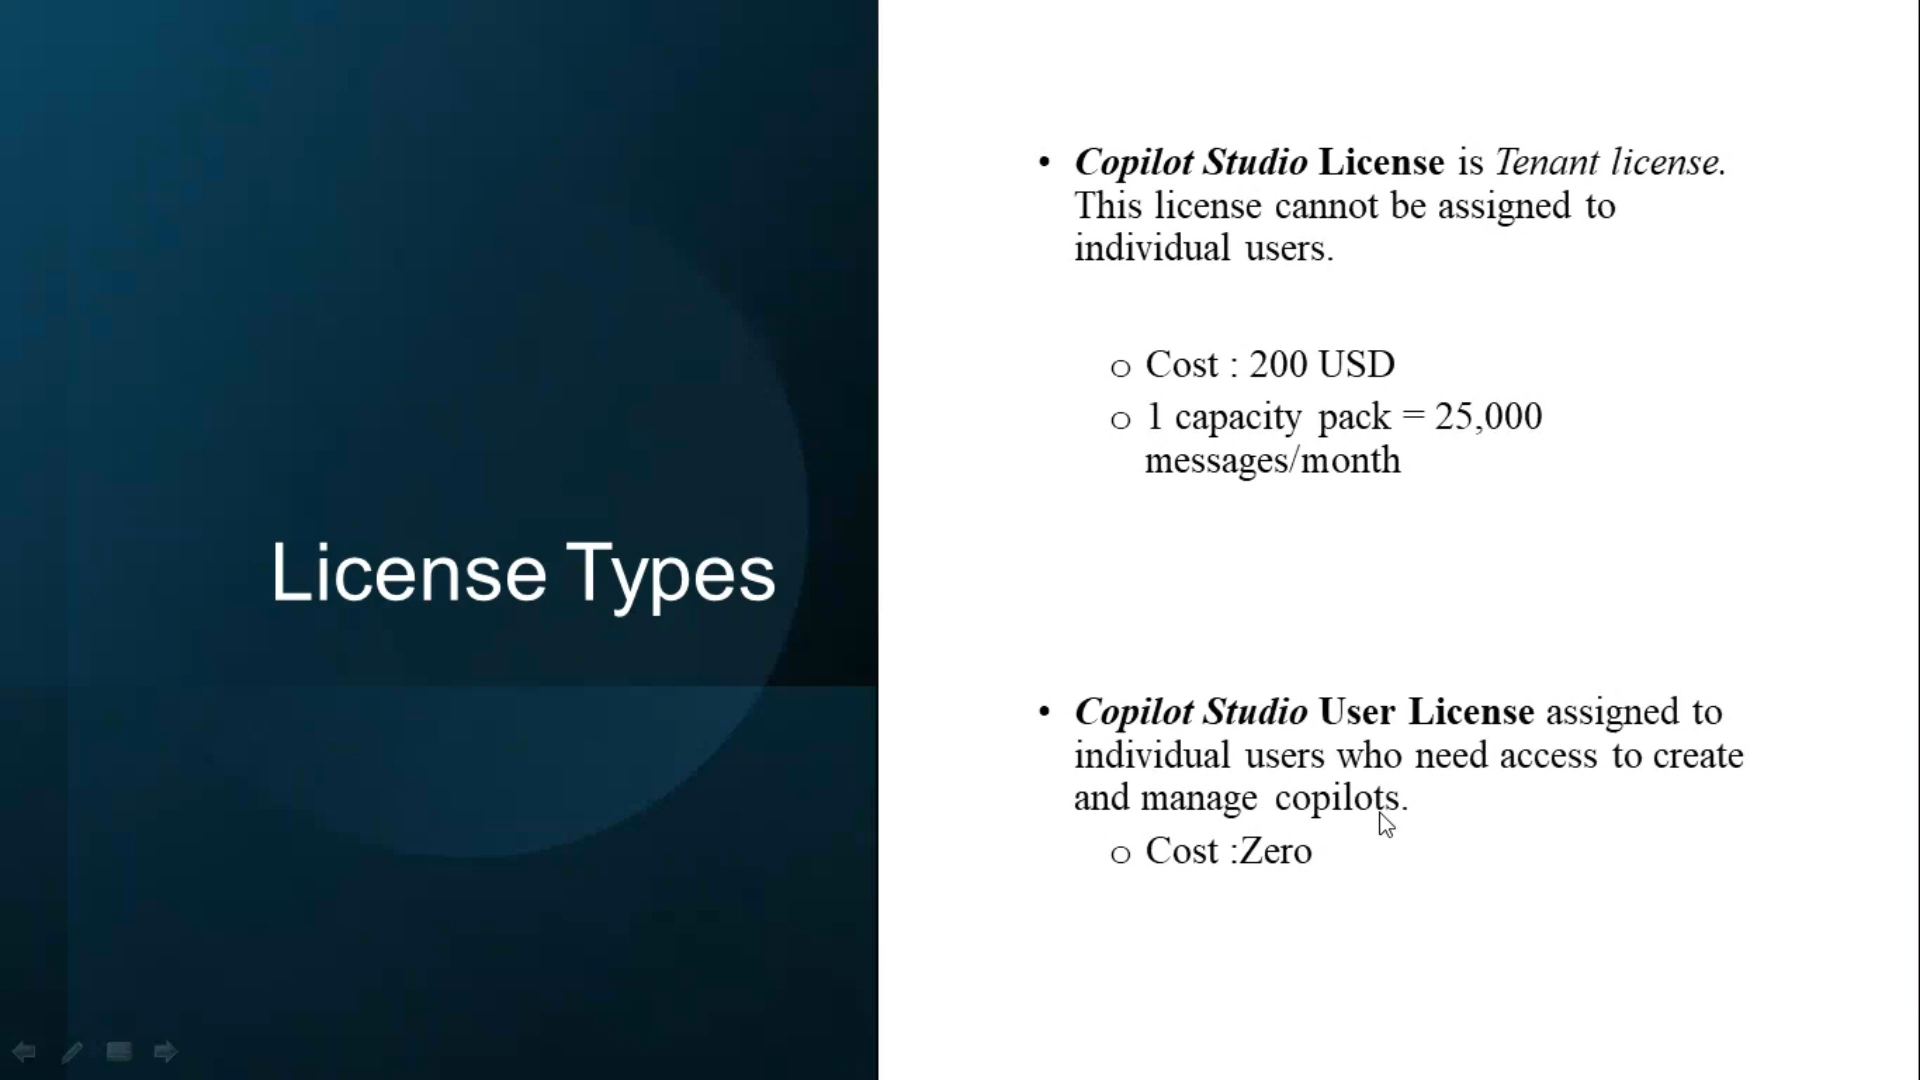 License Types
• Copilot Studio License is Tenant license.
This license cannot be assigned to
individual users.
o Cost : 200 USD
o 1 capacity pack = 25,000
messages/month
• Copilot Studio User License assigned to
individual users who need access to create
and manage copilots.
o Cost :Zero